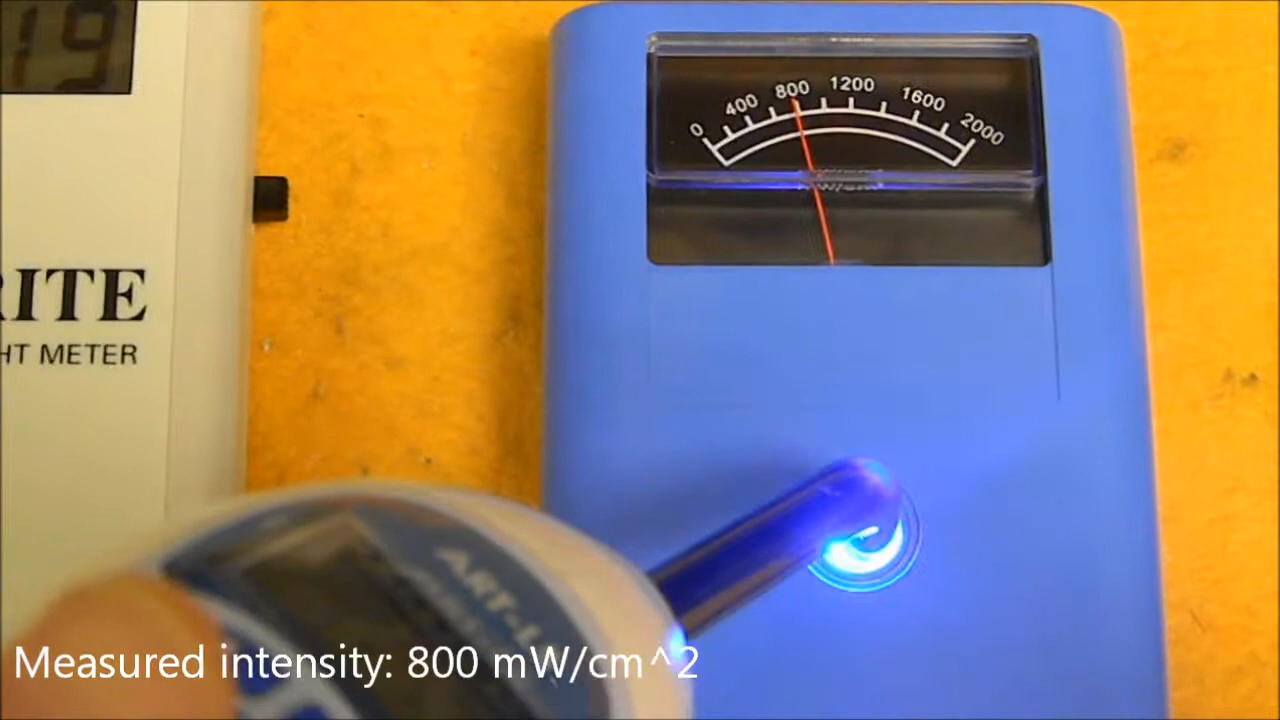 19
0 400 800 1200 1600 2000
RITE
HT METER
ART-L
Measured intensity: 800 mW/cm^2